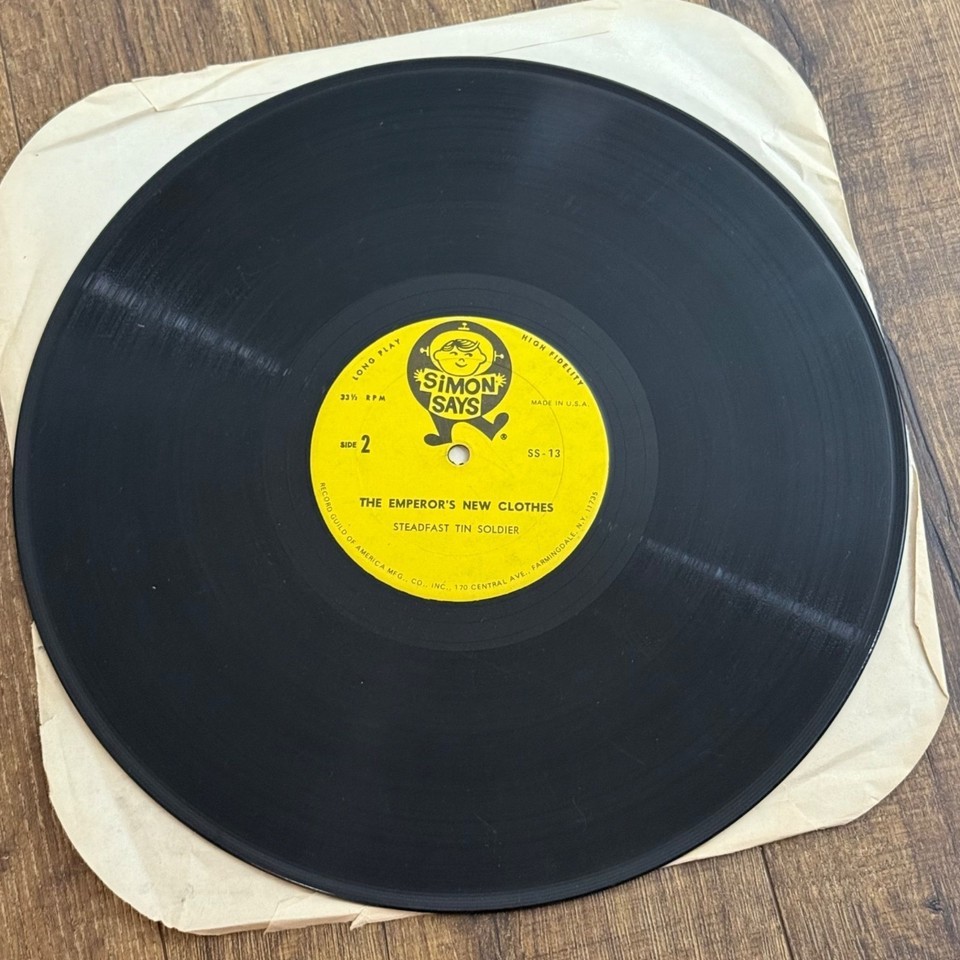 LONG PLAY
HIGH FIDELITY
SiMON
SAYS
33⅓ RPM
MADE IN U.S.A.
®
SIDE 2
SS-13
THE EMPEROR'S NEW CLOTHES
STEADFAST TIN SOLDIER
RECORD GUILD OF AMERICA MFG., CO., INC., 170 CENTRAL AVE., FARMINGDALE, N.Y. 11735